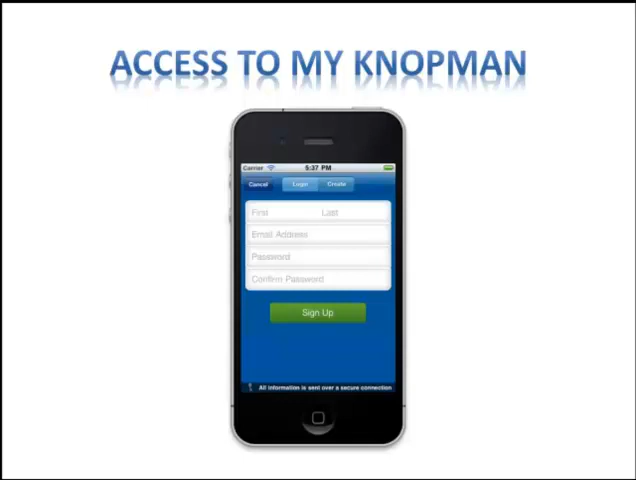 ACCESS TO MY KNOPMAN
Carrier 5:37 PM
Cancel Login Create
First Last
Email Address
Password
Confirm Password
Sign Up
All information is sent over a secure connection